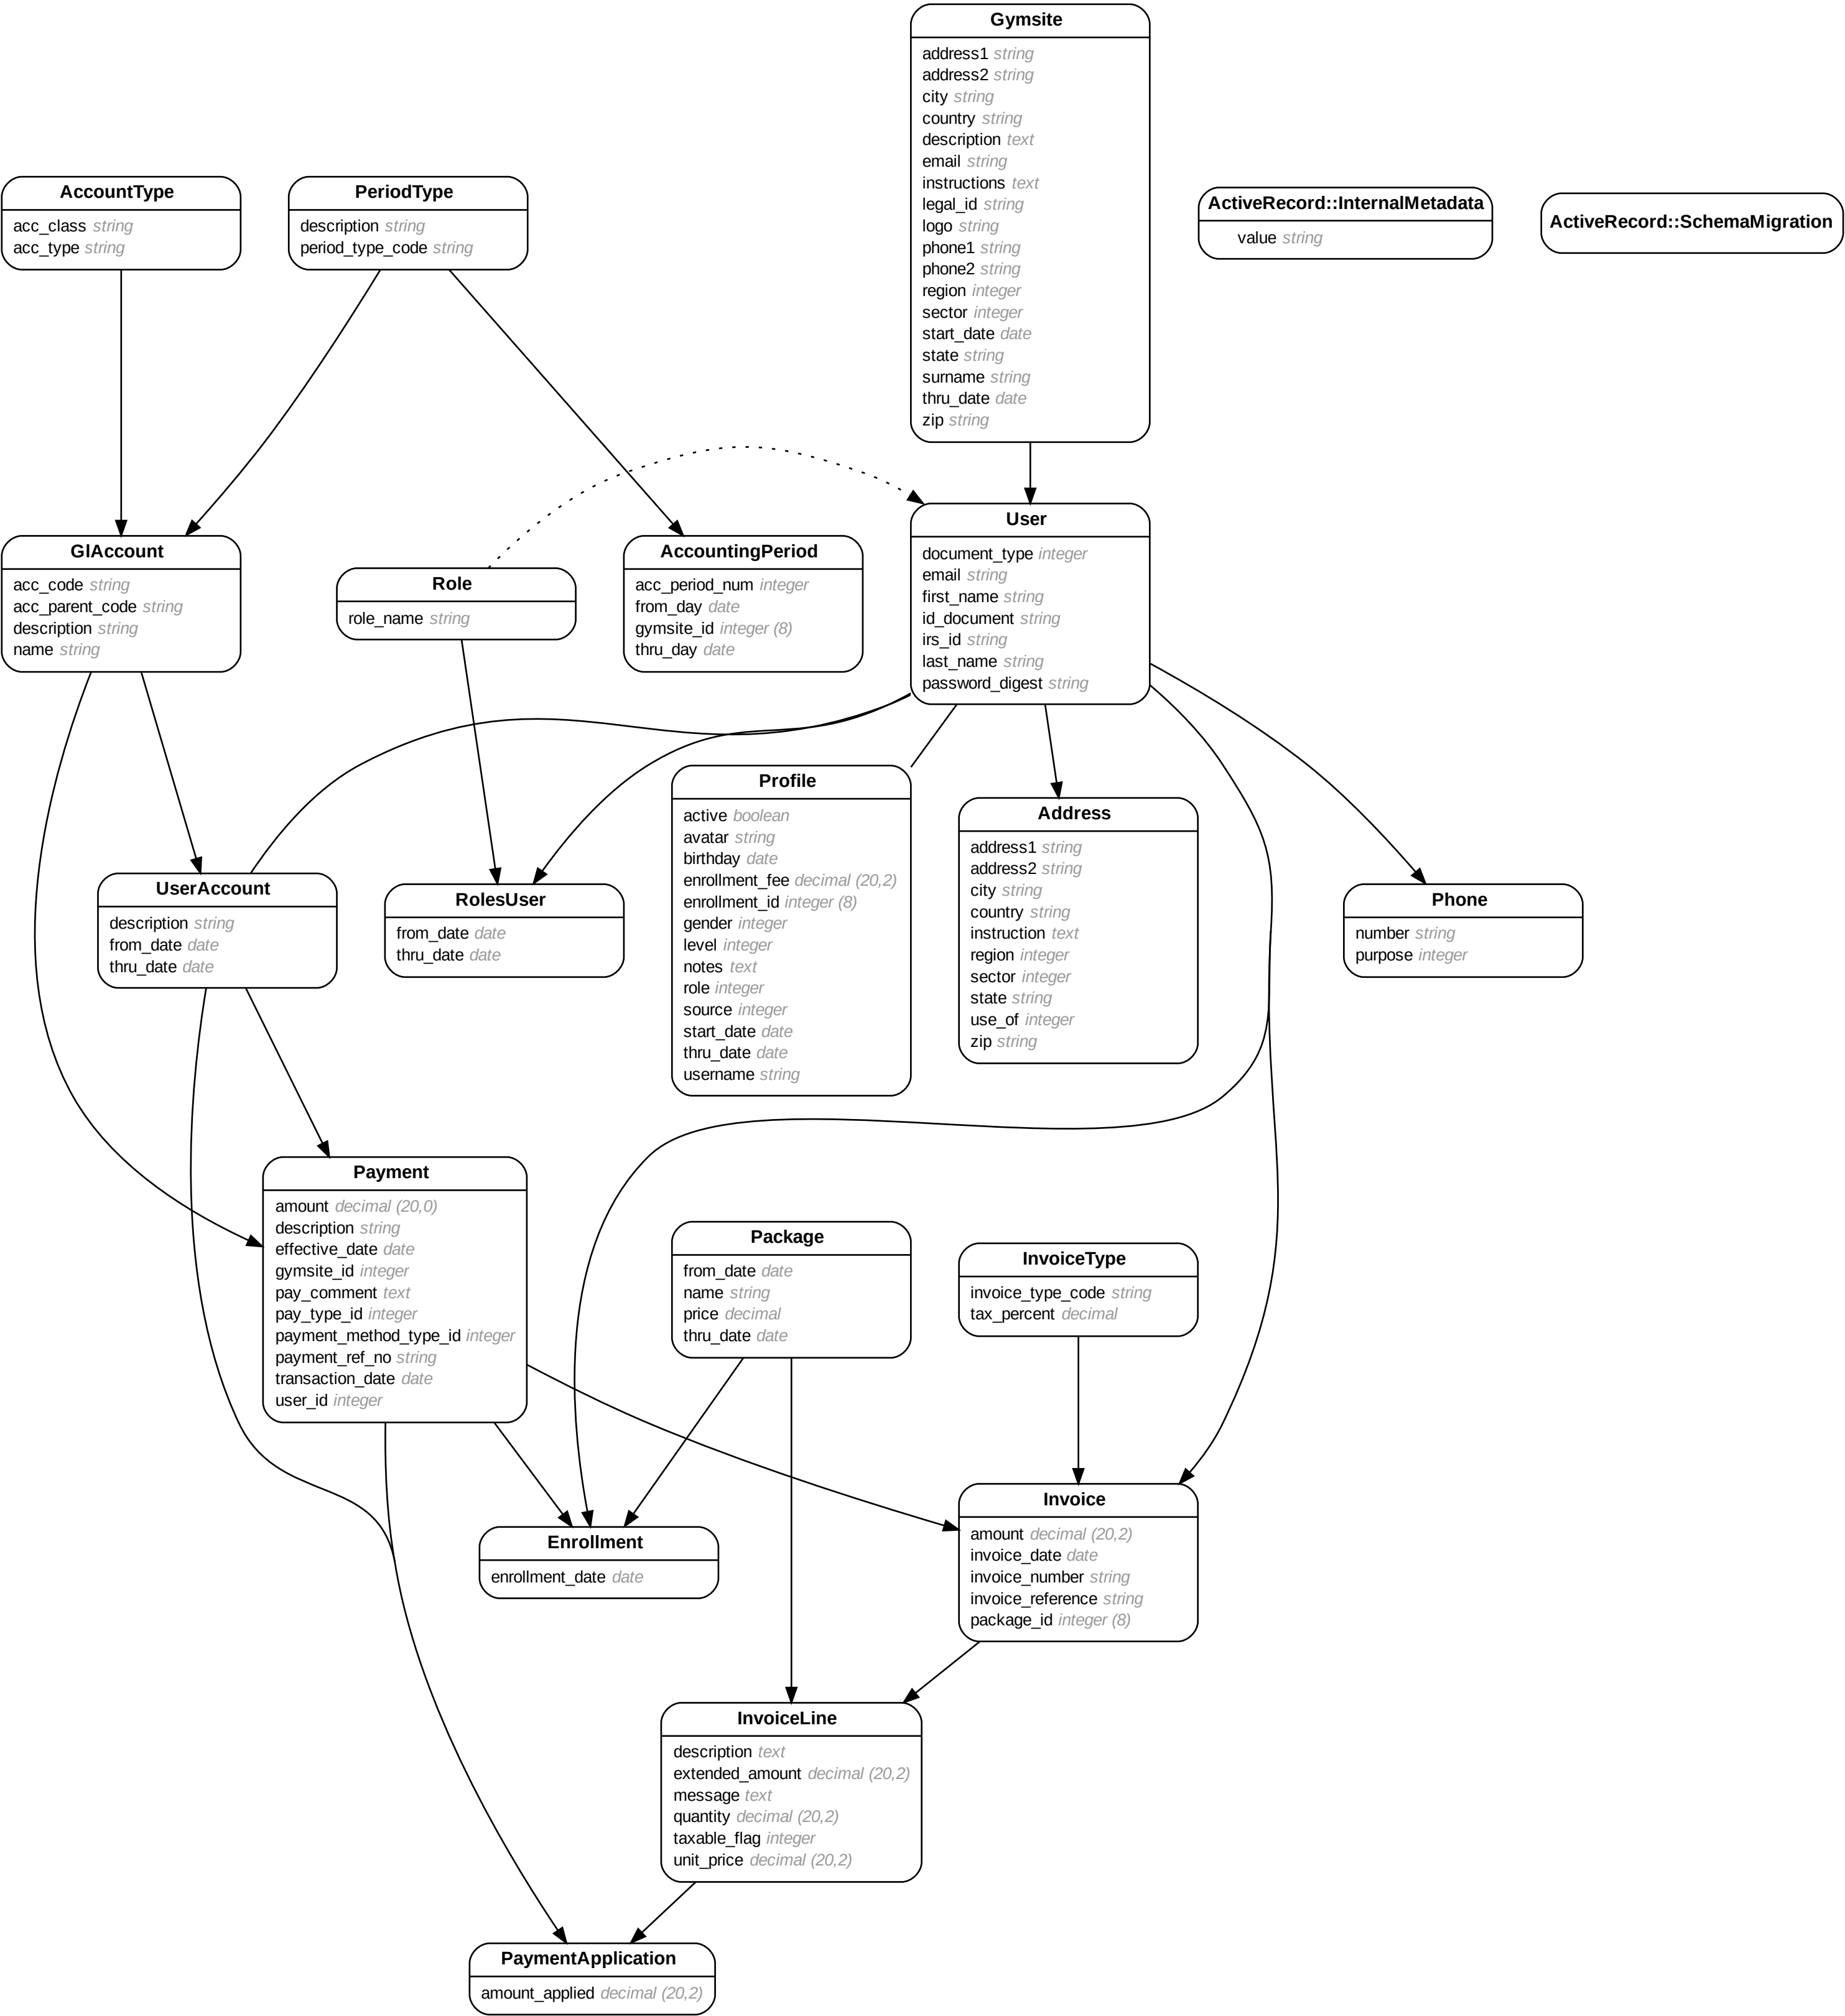 Gymsite
address1 string
address2 string
city string
country string
description text
email string
instructions text
legal_id string
logo string
phone1 string
phone2 string
region integer
sector integer
start_date date
state string
surname string
thru_date date
zip string
AccountType
acc_class string
acc_type string
PeriodType
description string
period_type_code string
ActiveRecord::InternalMetadata
value string
ActiveRecord::SchemaMigration
GlAccount
acc_code string
acc_parent_code string
description string
name string
Role
role_name string
AccountingPeriod
acc_period_num integer
from_day date
gymsite_id integer (8)
thru_day date
User
document_type integer
email string
first_name string
id_document string
irs_id string
last_name string
password_digest string
UserAccount
description string
from_date date
thru_date date
RolesUser
from_date date
thru_date date
Profile
active boolean
avatar string
birthday date
enrollment_fee decimal (20,2)
enrollment_id integer (8)
gender integer
level integer
notes text
role integer
source integer
start_date date
thru_date date
username string
Address
address1 string
address2 string
city string
country string
instruction text
region integer
sector integer
state string
use_of integer
zip string
Phone
number string
purpose integer
Payment
amount decimal (20,0)
description string
effective_date date
gymsite_id integer
pay_comment text
pay_type_id integer
payment_method_type_id integer
payment_ref_no string
transaction_date date
user_id integer
Package
from_date date
name string
price decimal
thru_date date
InvoiceType
invoice_type_code string
tax_percent decimal
Enrollment
enrollment_date date
Invoice
amount decimal (20,2)
invoice_date date
invoice_number string
invoice_reference string
package_id integer (8)
InvoiceLine
description text
extended_amount decimal (20,2)
message text
quantity decimal (20,2)
taxable_flag integer
unit_price decimal (20,2)
PaymentApplication
amount_applied decimal (20,2)